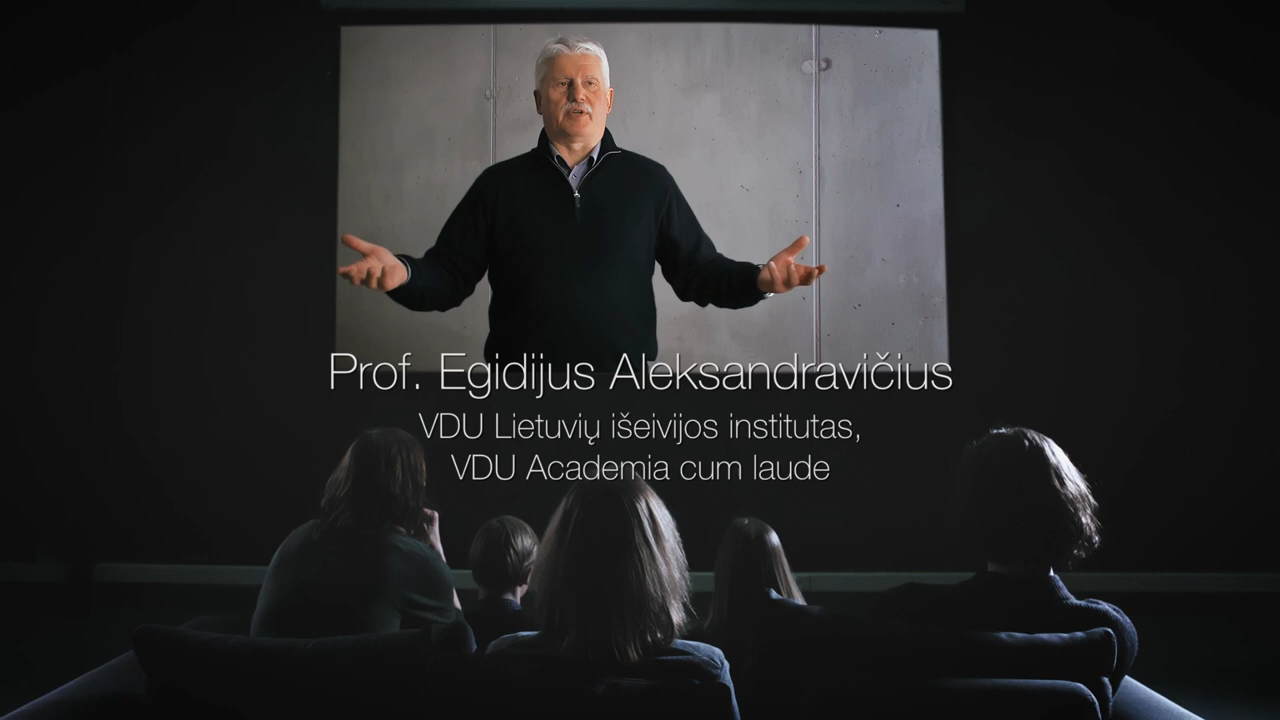 Prof. Egidijus Aleksandravičius
VDU Lietuvių išeivijos institutas,
VDU Academia cum laude